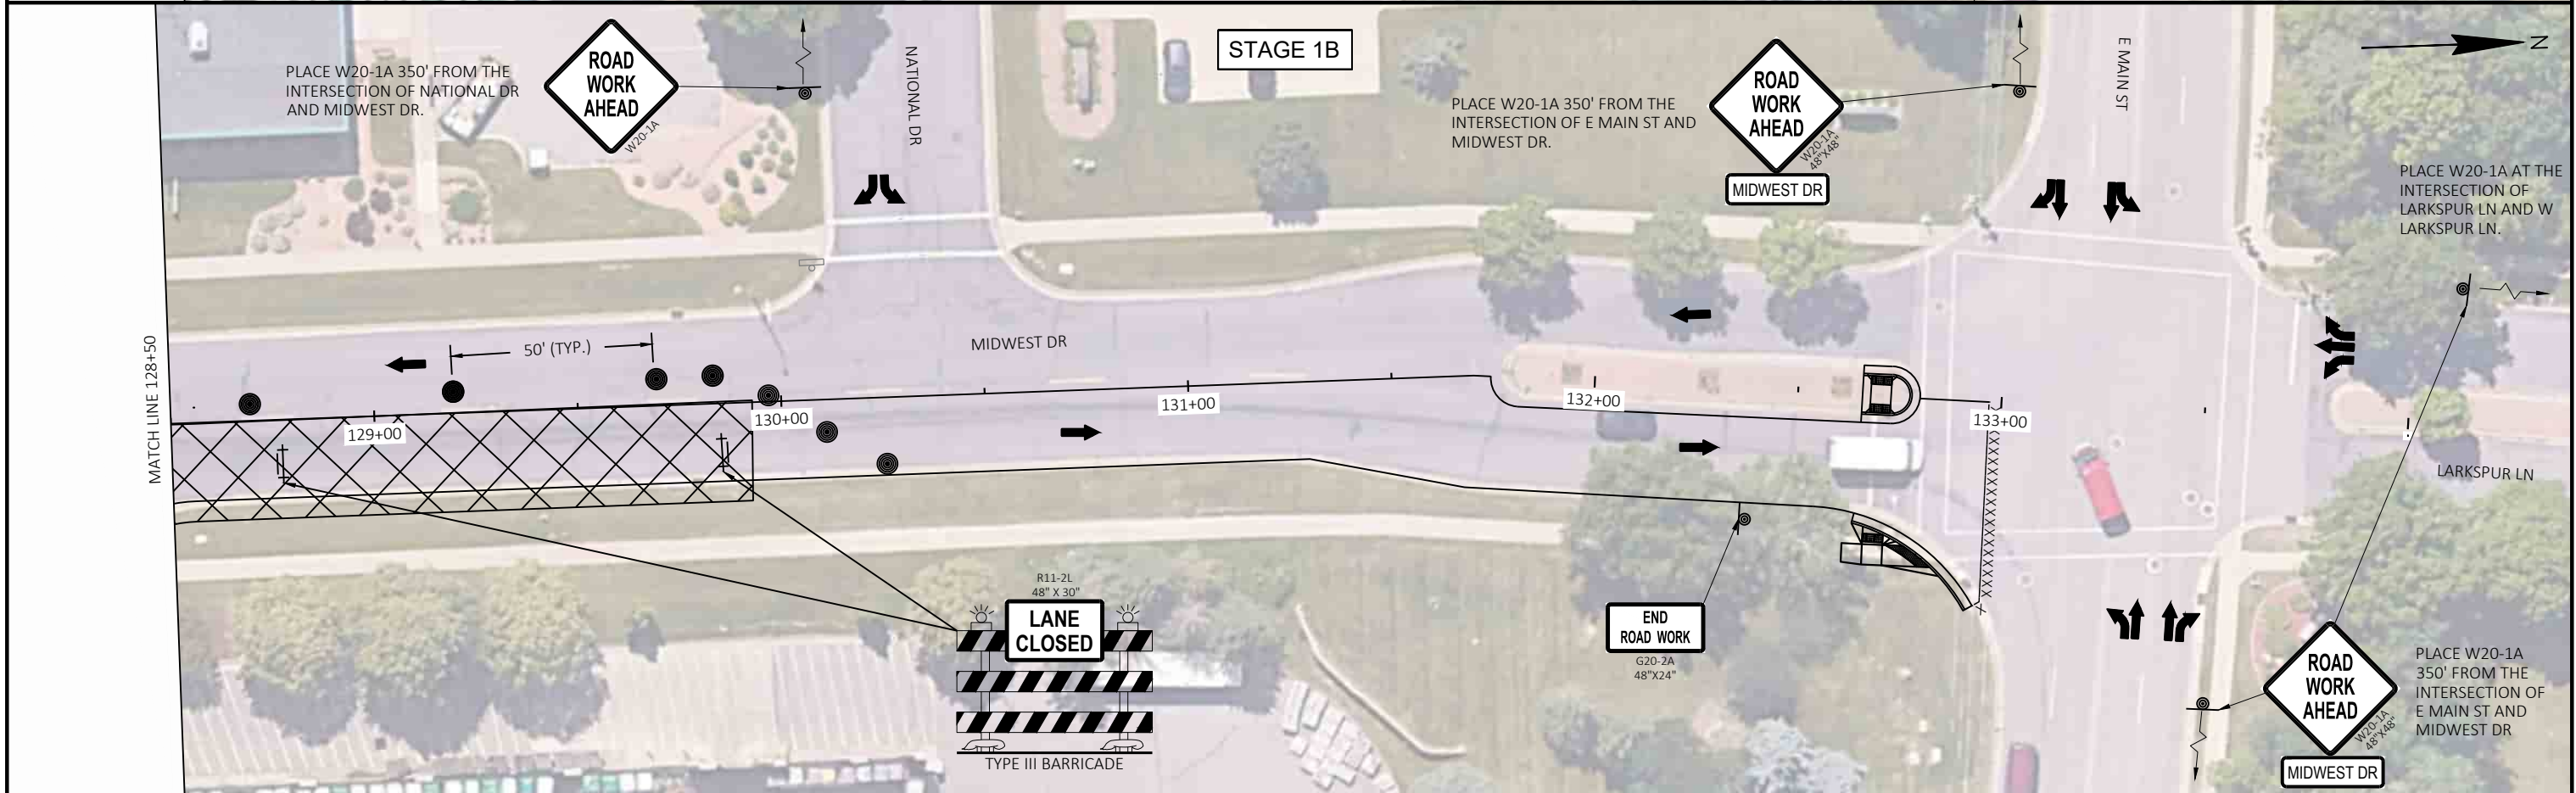 PLACE W20-1A 350' FROM THE
INTERSECTION OF NATIONAL DR
AND MIDWEST DR.
ROAD
WORK
AHEAD
W20-1A
NATIONAL DR
STAGE 1B
PLACE W20-1A 350' FROM THE
INTERSECTION OF E MAIN ST AND
MIDWEST DR.
ROAD
WORK
AHEAD
W20-1A
48"X48"
MIDWEST DR
E MAIN ST
N
PLACE W20-1A AT THE
INTERSECTION OF
LARKSPUR LN AND W
LARKSPUR LN.
MATCH LINE 128+50
50' (TYP.)
MIDWEST DR
129+00
130+00
131+00
132+00
133+00
XXXXXXXXXXXXXXXX
LARKSPUR LN
R11-2L
48" X 30"
LANE
CLOSED
TYPE III BARRICADE
END
ROAD WORK
G20-2A
48"X24"
ROAD
WORK
AHEAD
W20-1A
48"X48"
MIDWEST DR
PLACE W20-1A
350' FROM THE
INTERSECTION OF
E MAIN ST AND
MIDWEST DR